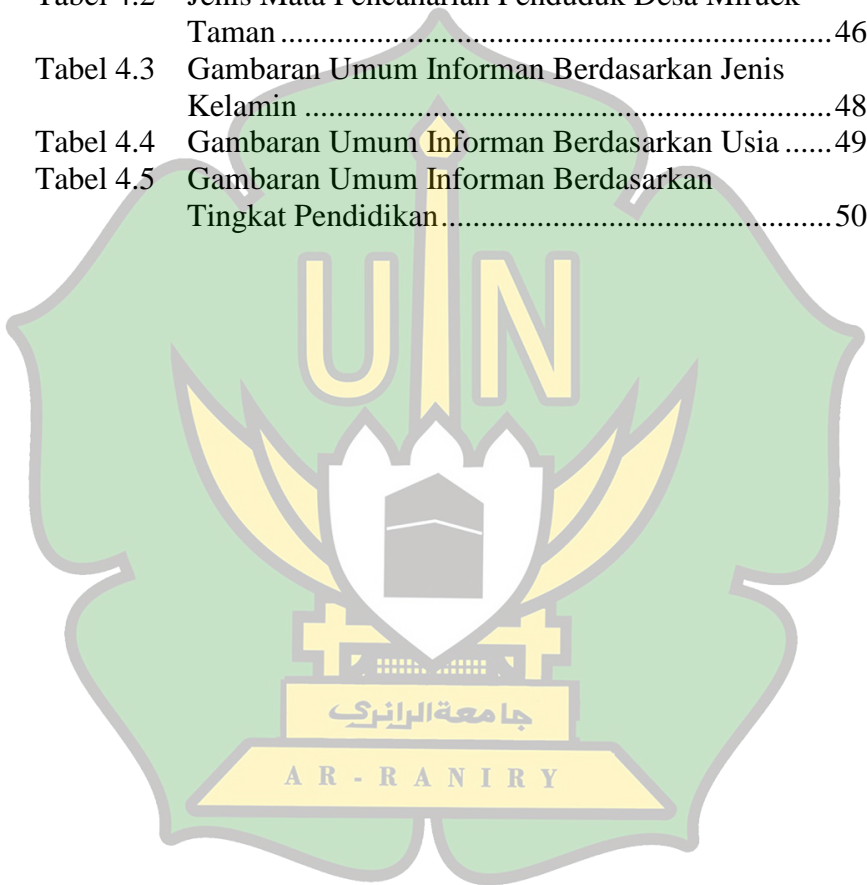 Tabel 4.2 Jenis Mata Pencaharian Penduduk Desa Miruek
Taman ................................................................... 46
Tabel 4.3 Gambaran Umum Informan Berdasarkan Jenis
Kelamin ................................................................ 48
Tabel 4.4 Gambaran Umum Informan Berdasarkan Usia ...... 49
Tabel 4.5 Gambaran Umum Informan Berdasarkan
Tingkat Pendidikan ............................................... 50
UIN
جامعةالرانري
AR-RANIRY